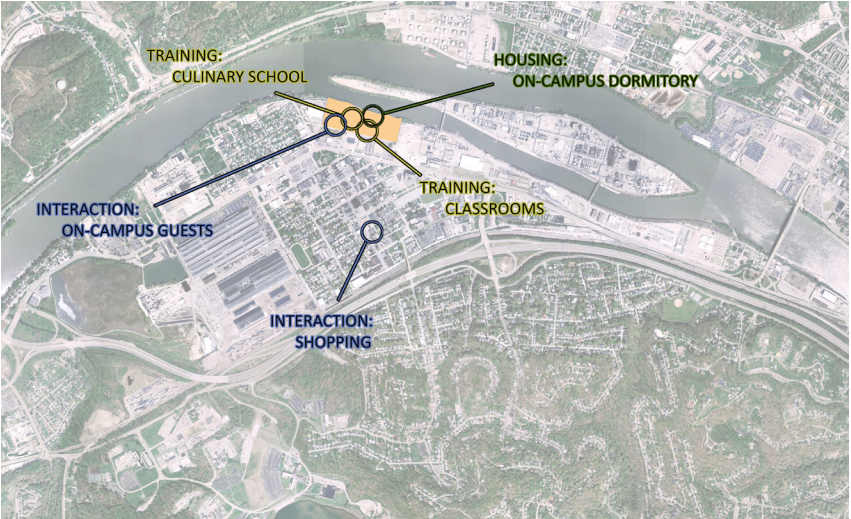 TRAINING:
CULINARY SCHOOL
HOUSING:
ON-CAMPUS DORMITORY
TRAINING:
CLASSROOMS
INTERACTION:
ON-CAMPUS GUESTS
INTERACTION:
SHOPPING